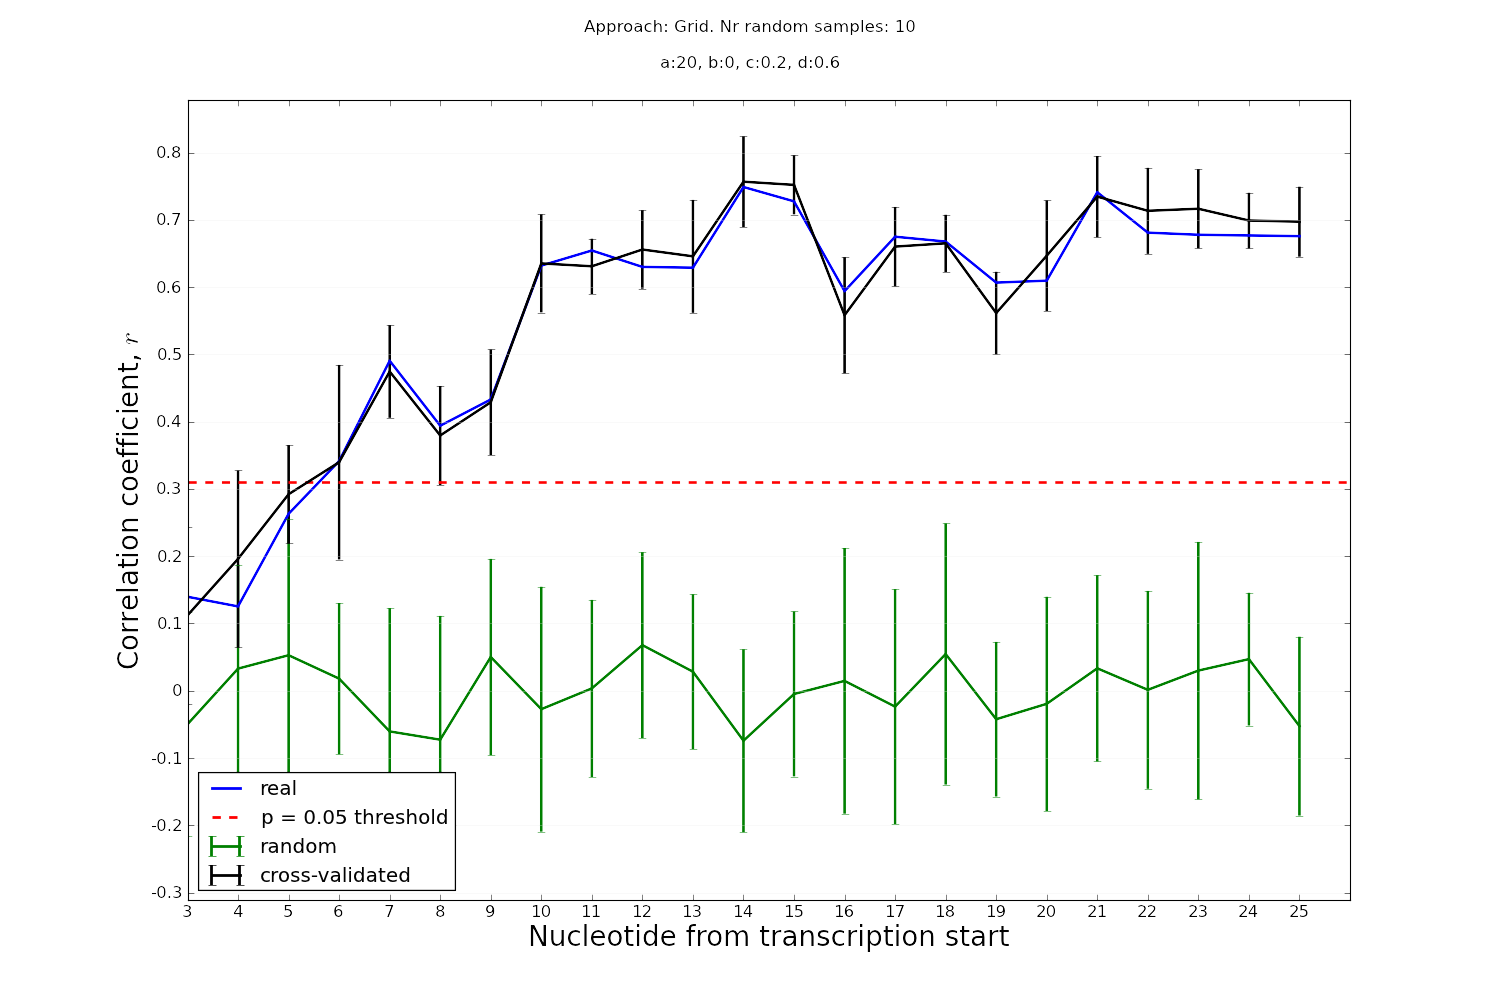 Approach: Grid. Nr random samples: 10
a:20, b:0, c:0.2, d:0.6
Correlation coefficient, r
0.8
0.7
0.6
0.5
0.4
0.3
0.2
0.1
0
-0.1
-0.2
-0.3
real
p = 0.05 threshold
random
cross-validated
3 4 5 6 7 8 9 10 11 12 13 14 15 16 17 18 19 20 21 22 23 24 25
Nucleotide from transcription start